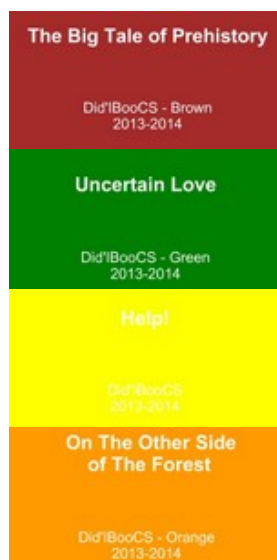 The Big Tale of Prehistory
Did'IBooCS - Brown
2013-2014
Uncertain Love
Did'IBooCS - Green
2013-2014
Help!
Did'IBooCS
2013-2014
On The Other Side
of The Forest
Did'IBooCS - Orange
2013-2014